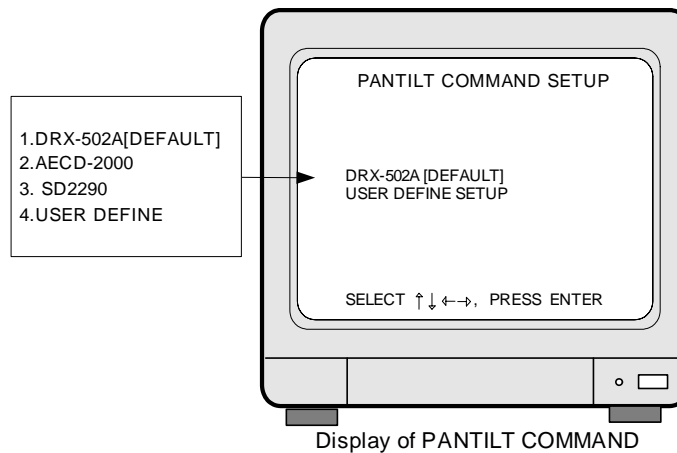 1.DRX-502A[DEFAULT]
2.AECD-2000
3. SD2290
4.USER DEFINE
PANTILT COMMAND SETUP
DRX-502A [DEFAULT]
USER DEFINE SETUP
SELECT ↑↓←→, PRESS ENTER
Display of PANTILT COMMAND